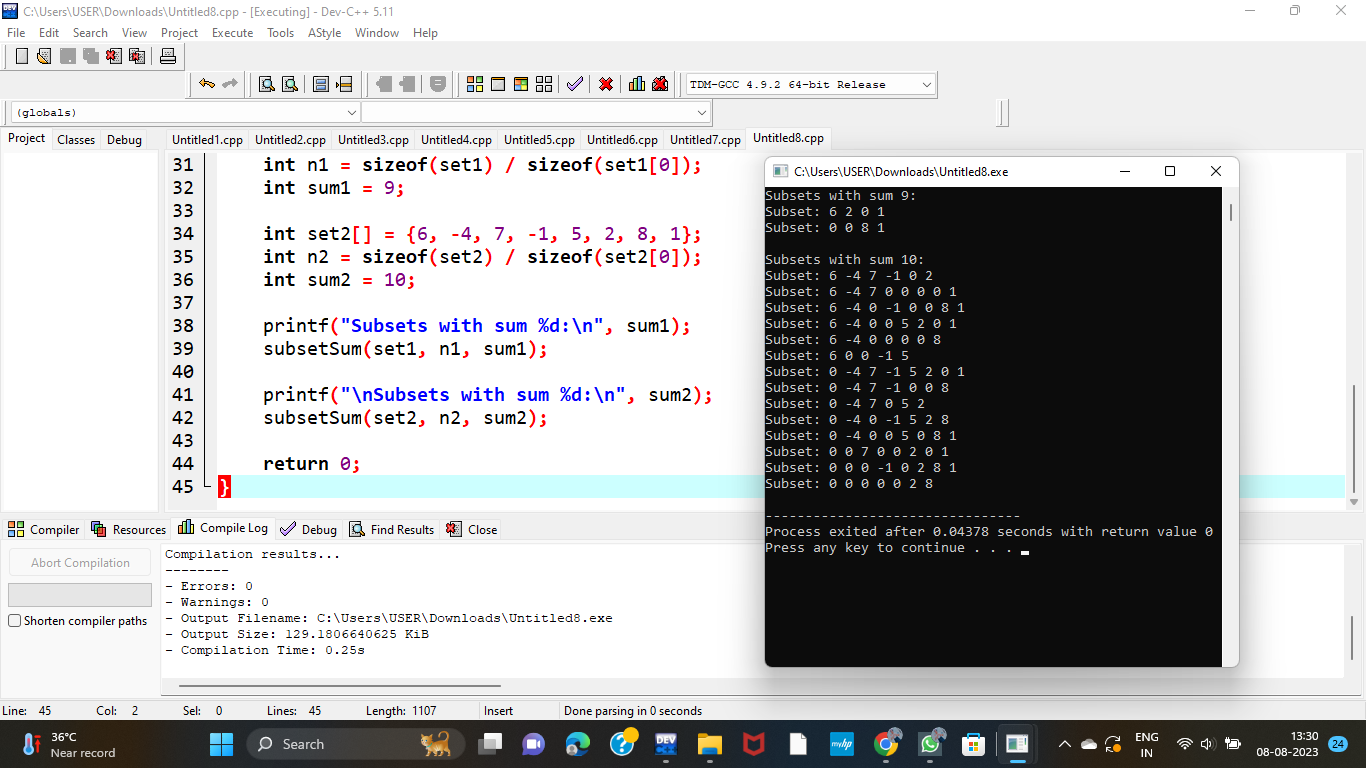 C:\Users\USER\Downloads\Untitled8.cpp - [Executing] - Dev-C++ 5.11
File Edit Search View Project Execute Tools AStyle Window Help
TDM-GCC 4.9.2 64-bit Release
(globals)
Project Classes Debug
Untitled1.cpp Untitled2.cpp Untitled3.cpp Untitled4.cpp Untitled5.cpp Untitled6.cpp Untitled7.cpp Untitled8.cpp
31 int n1 = sizeof(set1) / sizeof(set1[0]);
32 int sum1 = 9;
33
34 int set2[] = {6, -4, 7, -1, 5, 2, 8, 1};
35 int n2 = sizeof(set2) / sizeof(set2[0]);
36 int sum2 = 10;
37
38 printf("Subsets with sum %d:\n", sum1);
39 subsetSum(set1, n1, sum1);
40
41 printf("\nSubsets with sum %d:\n", sum2);
42 subsetSum(set2, n2, sum2);
43
44 return 0;
45 }
C:\Users\USER\Downloads\Untitled8.exe
Subsets with sum 9:
Subset: 6 2 0 1
Subset: 0 0 8 1
Subsets with sum 10:
Subset: 6 -4 7 -1 0 2
Subset: 6 -4 7 0 0 0 0 1
Subset: 6 -4 0 -1 0 0 8 1
Subset: 6 -4 0 0 5 2 0 1
Subset: 6 -4 0 0 0 0 8
Subset: 6 0 0 -1 5
Subset: 0 -4 7 -1 5 2 0 1
Subset: 0 -4 7 -1 0 0 8
Subset: 0 -4 7 0 5 2
Subset: 0 -4 0 -1 5 2 8
Subset: 0 -4 0 0 5 0 8 1
Subset: 0 0 7 0 0 2 0 1
Subset: 0 0 0 -1 0 2 8 1
Subset: 0 0 0 0 0 2 8
--------------------------------
Process exited after 0.04378 seconds with return value 0
Press any key to continue . . .
Compiler Resources Compile Log Debug Find Results Close
Abort Compilation
Shorten compiler paths
Compilation results...
--------
- Errors: 0
- Warnings: 0
- Output Filename: C:\Users\USER\Downloads\Untitled8.exe
- Output Size: 129.1806640625 KiB
- Compilation Time: 0.25s
Line: 45 Col: 2 Sel: 0 Lines: 45 Length: 1107 Insert Done parsing in 0 seconds
36°C
Near record
Search
DEV
myhp
ENG
IN
13:30
08-08-2023
24